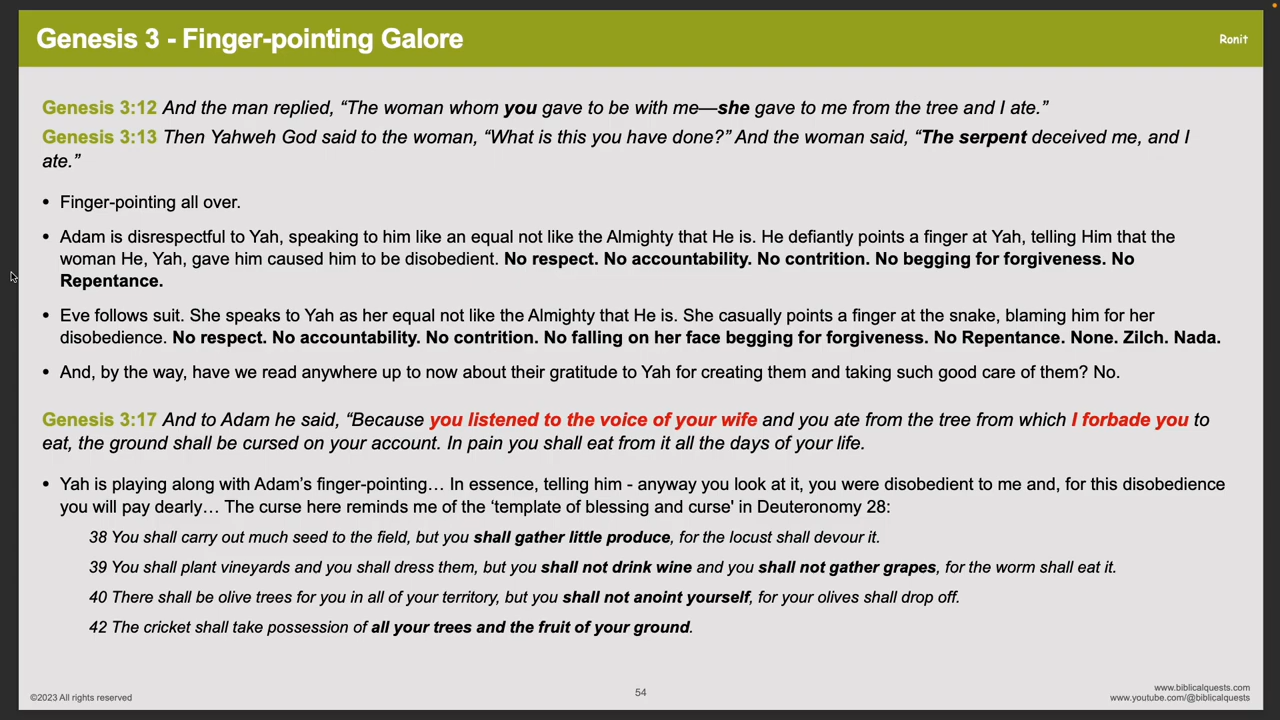 Genesis 3 - Finger-pointing Galore
Ronit
Genesis 3:12 And the man replied, “The woman whom you gave to be with me—she gave to me from the tree and I ate.”
Genesis 3:13 Then Yahweh God said to the woman, “What is this you have done?” And the woman said, “The serpent deceived me, and I
ate.”
• Finger-pointing all over.
• Adam is disrespectful to Yah, speaking to him like an equal not like the Almighty that He is. He defiantly points a finger at Yah, telling Him that the
woman He, Yah, gave him caused him to be disobedient. No respect. No accountability. No contrition. No begging for forgiveness. No
Repentance.
• Eve follows suit. She speaks to Yah as her equal not like the Almighty that He is. She casually points a finger at the snake, blaming him for her
disobedience. No respect. No accountability. No contrition. No falling on her face begging for forgiveness. No Repentance. None. Zilch. Nada.
• And, by the way, have we read anywhere up to now about their gratitude to Yah for creating them and taking such good care of them? No.
Genesis 3:17 And to Adam he said, “Because you listened to the voice of your wife and you ate from the tree from which I forbade you to
eat, the ground shall be cursed on your account. In pain you shall eat from it all the days of your life.
• Yah is playing along with Adam’s finger-pointing… In essence, telling him - anyway you look at it, you were disobedient to me and, for this disobedience
you will pay dearly… The curse here reminds me of the ‘template of blessing and curse' in Deuteronomy 28:
38 You shall carry out much seed to the field, but you shall gather little produce, for the locust shall devour it.
39 You shall plant vineyards and you shall dress them, but you shall not drink wine and you shall not gather grapes, for the worm shall eat it.
40 There shall be olive trees for you in all of your territory, but you shall not anoint yourself, for your olives shall drop off.
42 The cricket shall take possession of all your trees and the fruit of your ground.
©2023 All rights reserved
54
www.biblicalquests.com
www.youtube.com/@biblicalquests